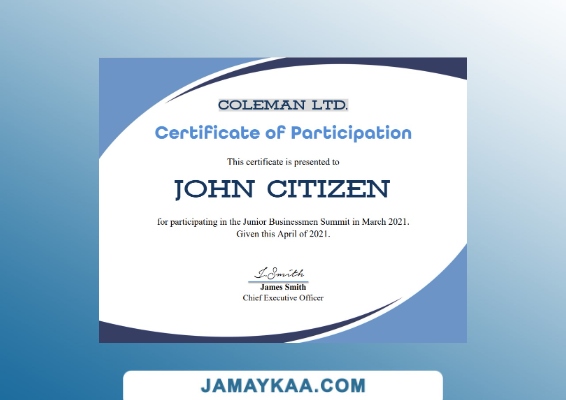 COLEMAN LTD.
Certificate of Participation
This certificate is presented to
JOHN CITIZEN
for participating in the Junior Businessmen Summit in March 2021.
Given this April of 2021.
J.Smith
James Smith
Chief Executive Officer
JAMAYKAA.COM